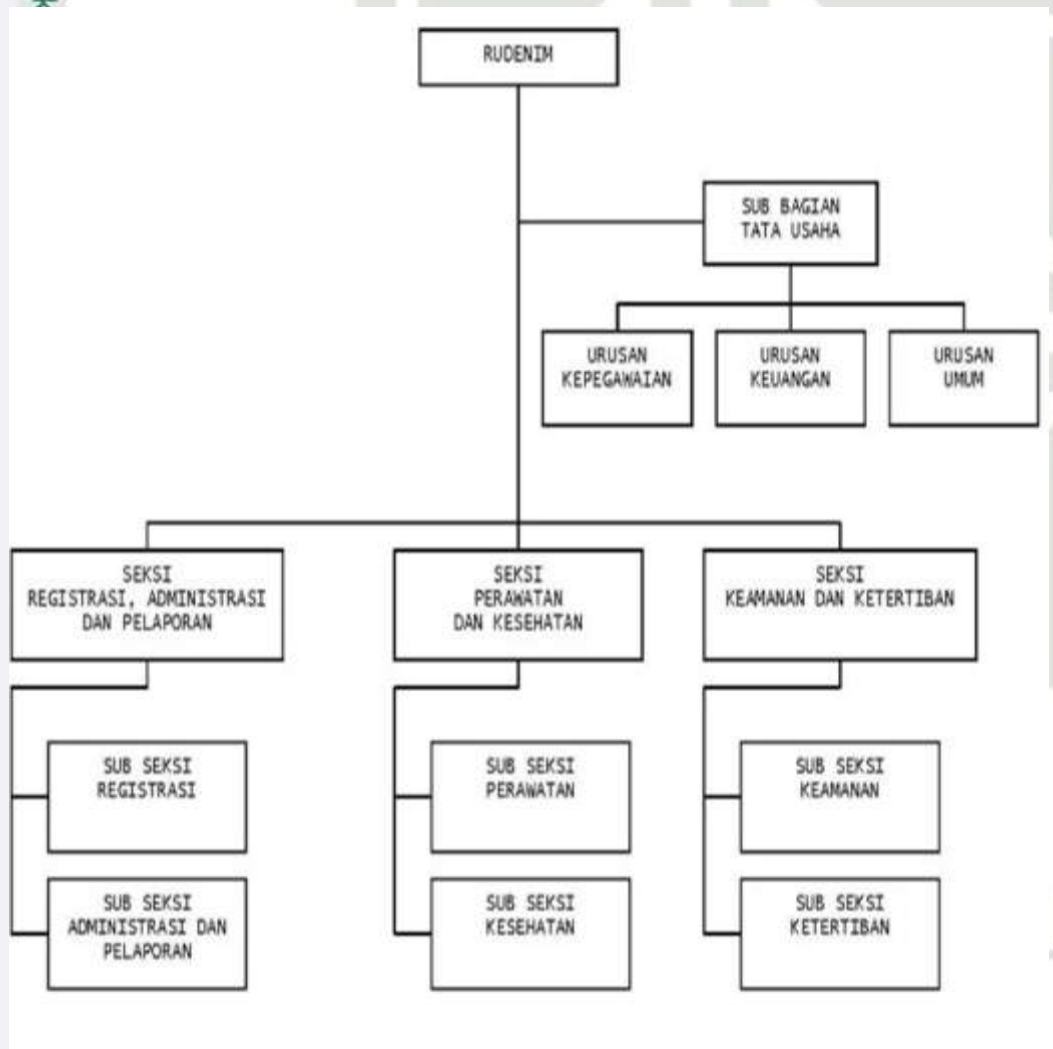 RUDENIM
SUB BAGIAN
TATA USAHA
URUSAN
KEPEGAWAIAN
URUSAN
KEUANGAN
URUSAN
UMUM
SEKSI
REGISTRASI, ADMINISTRASI
DAN PELAPORAN
SEKSI
PERAWATAN
DAN KESEHATAN
SEKSI
KEAMANAN DAN KETERTIBAN
SUB SEKSI
REGISTRASI
SUB SEKSI
ADMINISTRASI DAN
PELAPORAN
SUB SEKSI
PERAWATAN
SUB SEKSI
KESEHATAN
SUB SEKSI
KEAMANAN
SUB SEKSI
KETERTIBAN